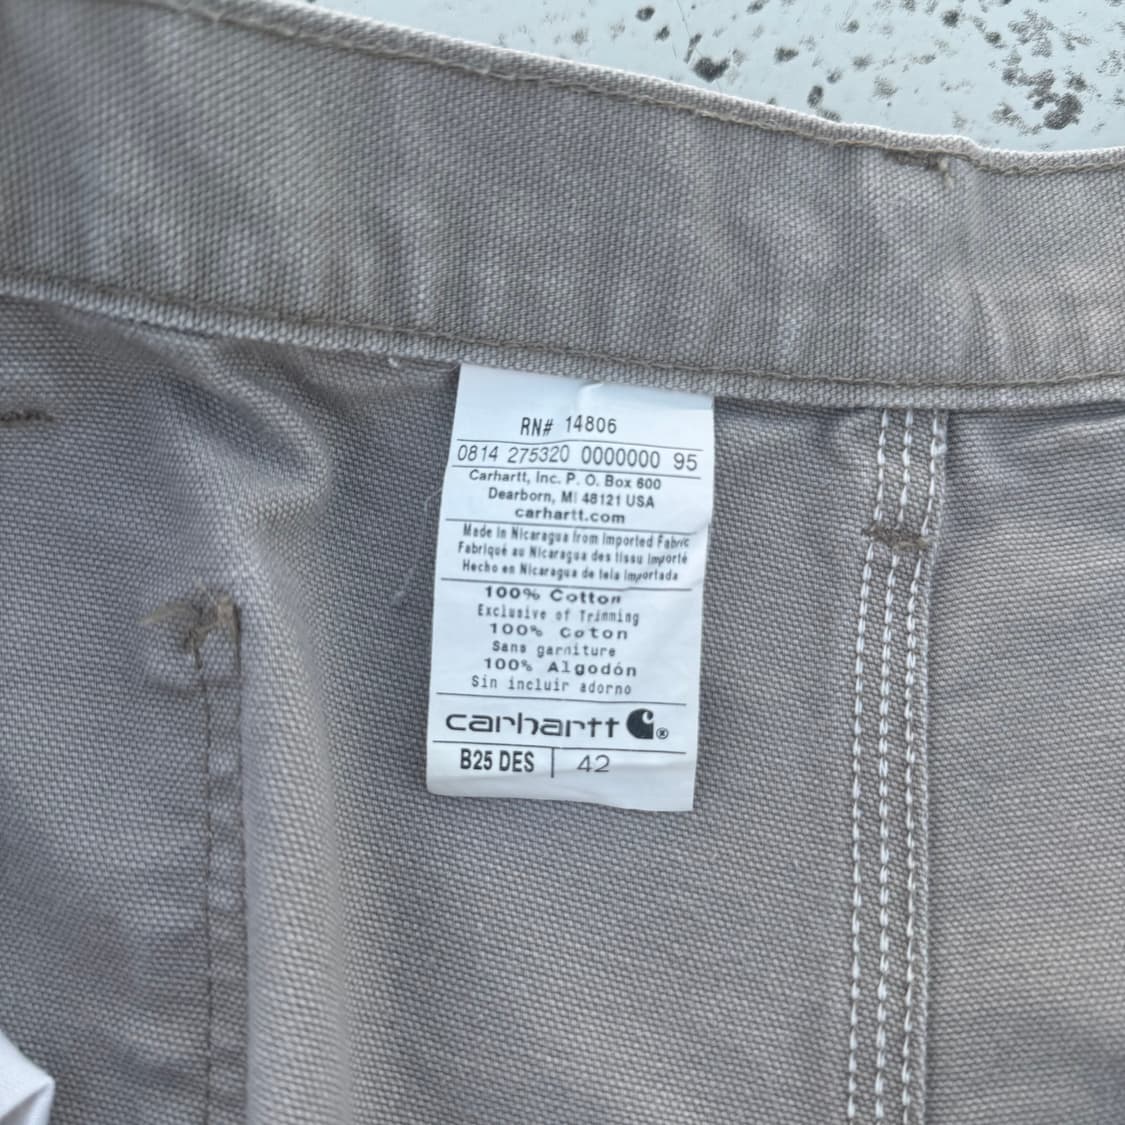 RN# 14806
0814 275320 0000000 95
Carhartt, Inc. P. O. Box 600
Dearborn, MI 48121 USA
carhartt.com
Made in Nicaragua from Imported Fabric
Fabriqué au Nicaragua des tissu importé
Hecho en Nicaragua de tela importada
100% Cotton
Exclusive of Trimming
100% Coton
Sans garniture
100% Algodón
Sin incluir adorno
carhartt ®
B25 DES | 42